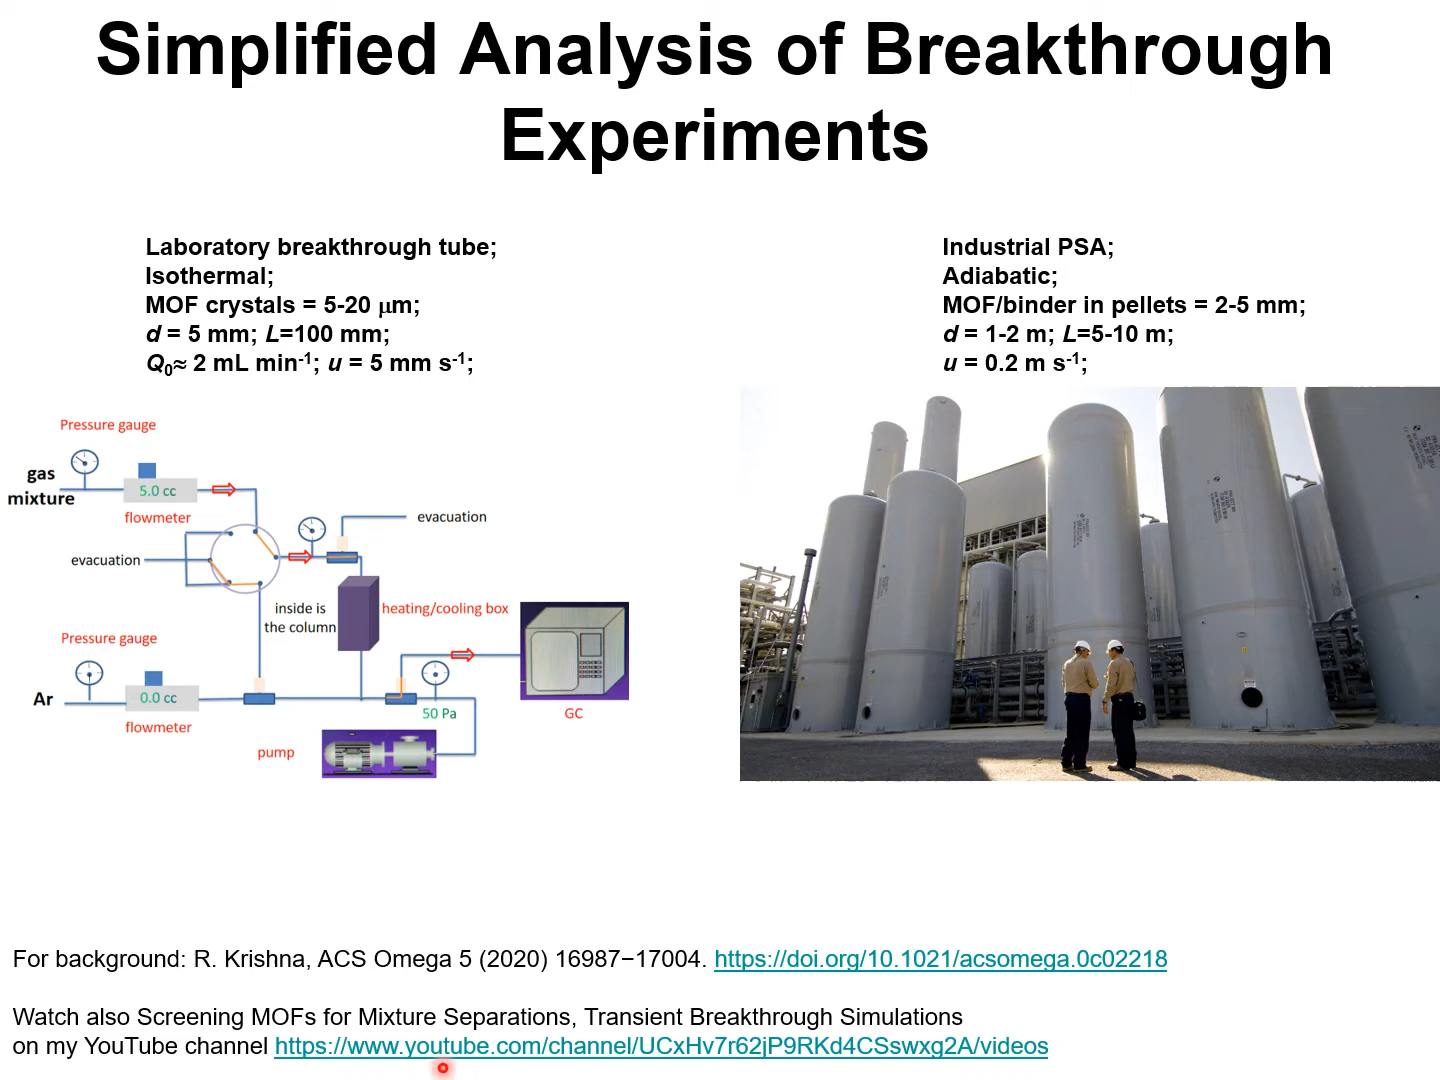 Simplified Analysis of Breakthrough
Experiments
Laboratory breakthrough tube;
Isothermal;
MOF crystals = 5-20 μm;
d = 5 mm; L=100 mm;
Q₀≈ 2 mL min⁻¹; u = 5 mm s⁻¹;
Industrial PSA;
Adiabatic;
MOF/binder in pellets = 2-5 mm;
d = 1-2 m; L=5-10 m;
u = 0.2 m s⁻¹;
Pressure gauge
gas
mixture
5.0 cc
flowmeter
evacuation
evacuation
inside is
the column
heating/cooling box
Pressure gauge
Ar
0.0 cc
flowmeter
50 Pa
GC
pump
For background: R. Krishna, ACS Omega 5 (2020) 16987−17004. https://doi.org/10.1021/acsomega.0c02218
Watch also Screening MOFs for Mixture Separations, Transient Breakthrough Simulations
on my YouTube channel https://www.youtube.com/channel/UCxHv7r62jP9RKd4CSswxg2A/videos